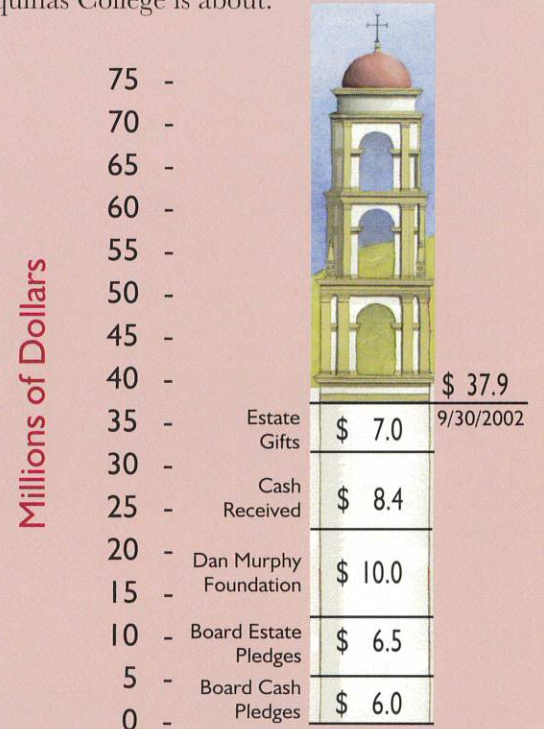 quinas College is about.
75 -
70 -
65 -
60 -
55 -
50 -
45 -
40 -
$ 37.9
35 -
Estate
Gifts
$ 7.0
9/30/2002
30 -
Cash
Received
$ 8.4
25 -
20 -
Dan Murphy
Foundation
$ 10.0
15 -
10 -
Board Estate
Pledges
$ 6.5
5 -
Board Cash
Pledges
$ 6.0
0 -
Millions of Dollars